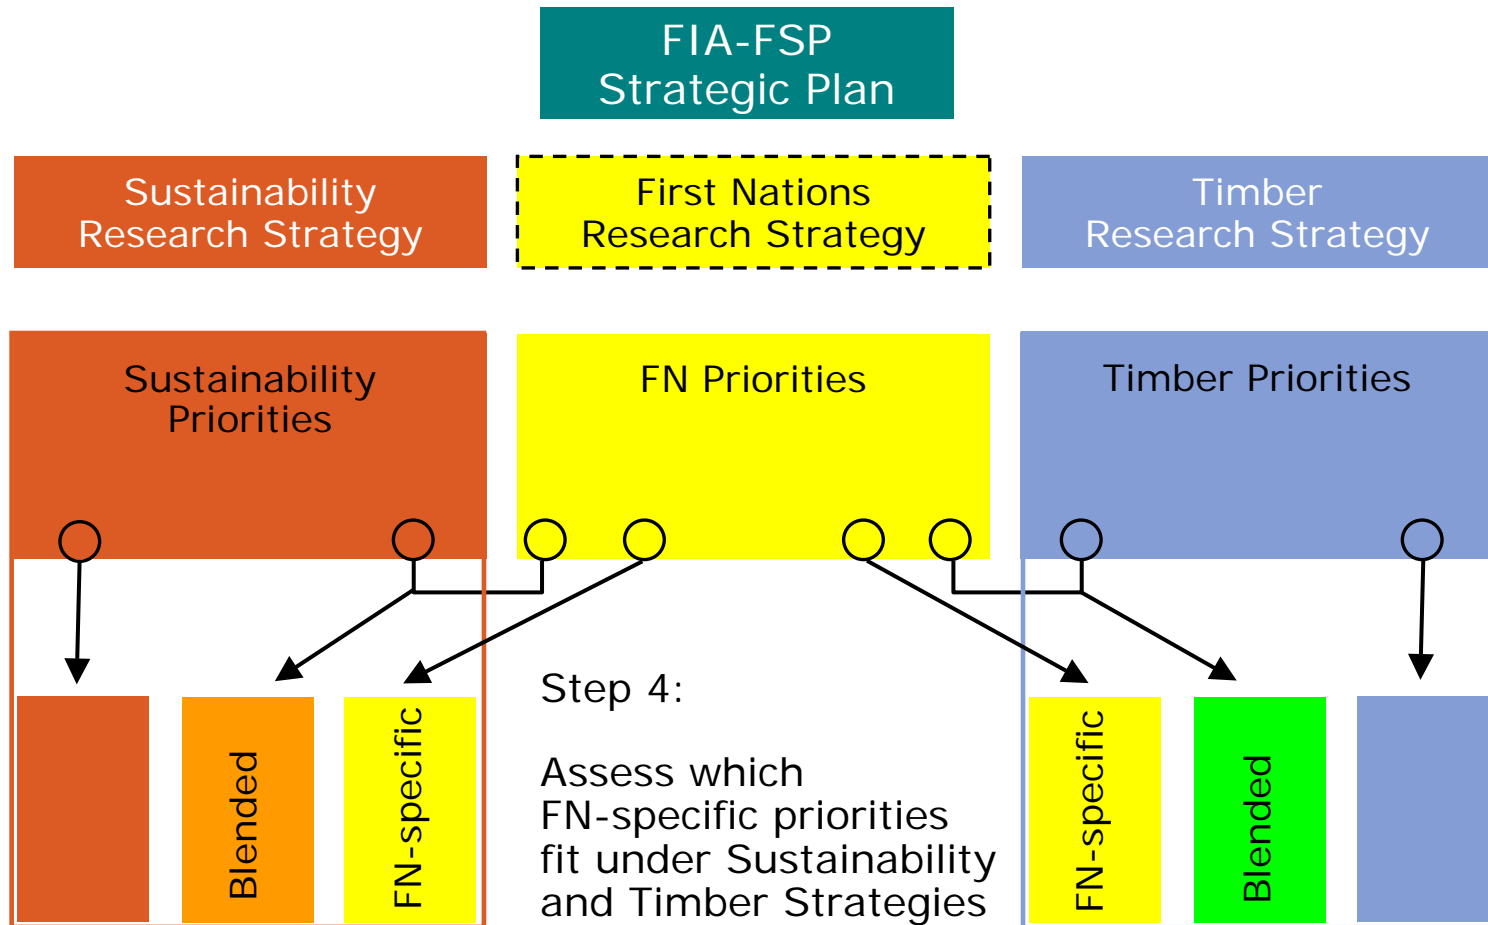 FIA-FSP
Strategic Plan
Sustainability
Research Strategy
First Nations
Research Strategy
Timber
Research Strategy
Sustainability
Priorities
FN Priorities
Timber Priorities
Blended
FN-specific
Step 4:
Assess which
FN-specific priorities
fit under Sustainability
and Timber Strategies
FN-specific
Blended